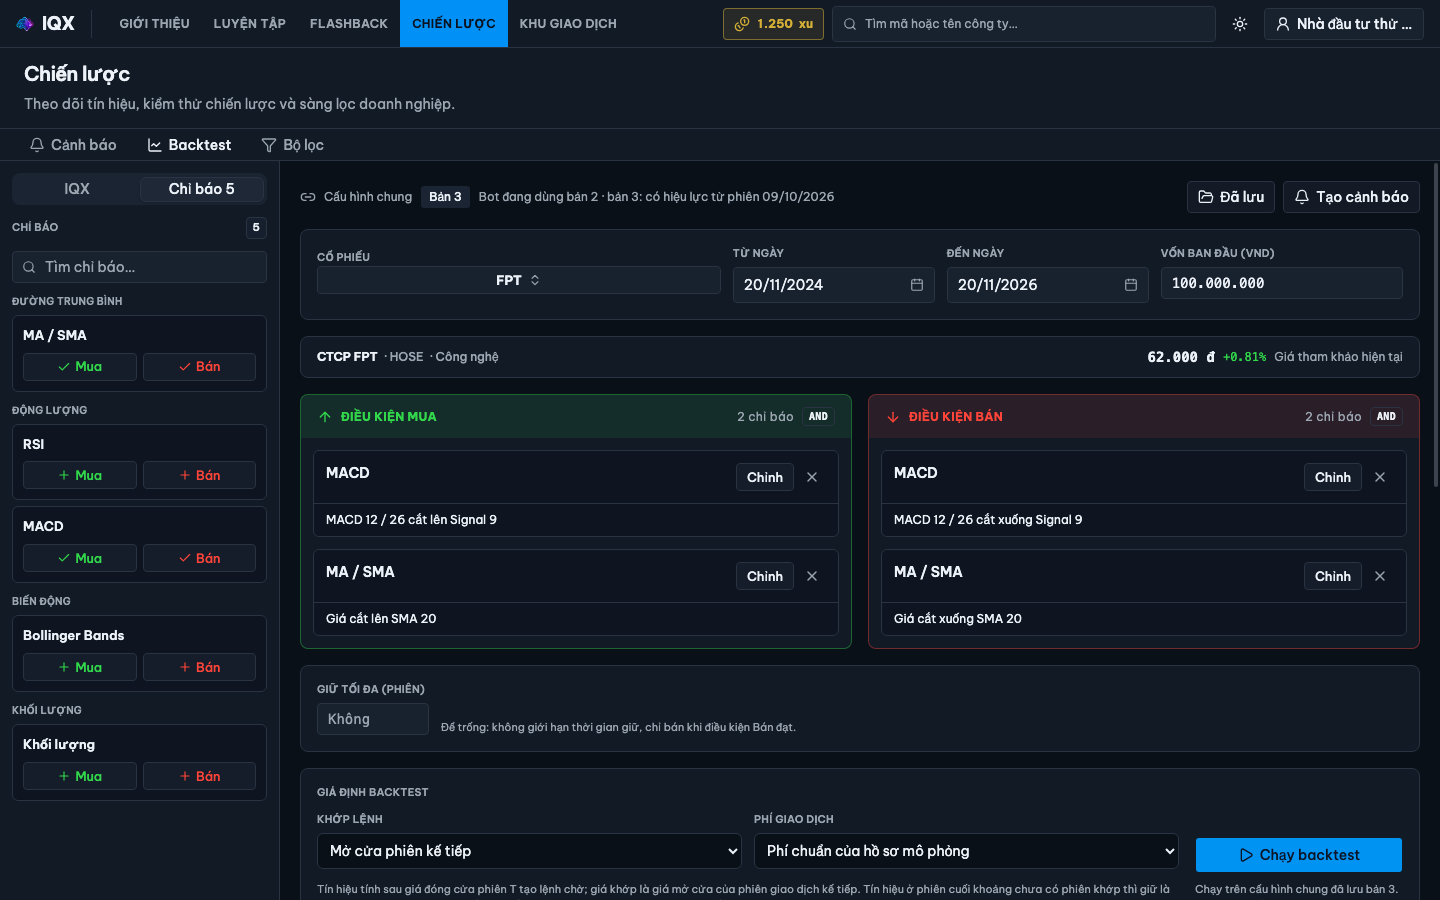 IQX
GIỚI THIỆU
LUYỆN TẬP
FLASHBACK
CHIẾN LƯỢC
KHU GIAO DỊCH
1.250 xu
Tìm mã hoặc tên công ty...
Nhà đầu tư thử ...
Chiến lược
Theo dõi tín hiệu, kiểm thử chiến lược và sàng lọc doanh nghiệp.
Cảnh báo
Backtest
Bộ lọc
IQX
Chỉ báo 5
CHỈ BÁO
5
Tìm chỉ báo...
ĐƯỜNG TRUNG BÌNH
MA / SMA
Mua
Bán
ĐỘNG LƯỢNG
RSI
Mua
Bán
MACD
Mua
Bán
BIẾN ĐỘNG
Bollinger Bands
Mua
Bán
KHỐI LƯỢNG
Khối lượng
Mua
Bán
Cấu hình chung
Bản 3
Bot đang dùng bản 2 · bản 3: có hiệu lực từ phiên 09/10/2026
Đã lưu
Tạo cảnh báo
CỔ PHIẾU
FPT
TỪ NGÀY
20/11/2024
ĐẾN NGÀY
20/11/2026
VỐN BAN ĐẦU (VND)
100.000.000
CTCP FPT · HOSE · Công nghệ
62.000 đ +0.81% Giá tham khảo hiện tại
ĐIỀU KIỆN MUA
2 chỉ báo AND
MACD
Chỉnh
MACD 12 / 26 cắt lên Signal 9
MA / SMA
Chỉnh
Giá cắt lên SMA 20
ĐIỀU KIỆN BÁN
2 chỉ báo AND
MACD
Chỉnh
MACD 12 / 26 cắt xuống Signal 9
MA / SMA
Chỉnh
Giá cắt xuống SMA 20
GIỮ TỐI ĐA (PHIÊN)
Không
Để trống: không giới hạn thời gian giữ, chỉ bán khi điều kiện Bán đạt.
GIẢ ĐỊNH BACKTEST
KHỚP LỆNH
Mở cửa phiên kế tiếp
PHÍ GIAO DỊCH
Phí chuẩn của hồ sơ mô phỏng
Chạy backtest
Tín hiệu tính sau giá đóng cửa phiên T tạo lệnh chờ; giá khớp là giá mở cửa của phiên giao dịch kế tiếp. Tín hiệu ở phiên cuối khoảng chưa có phiên khớp thì giữ là
Chạy trên cấu hình chung đã lưu bản 3.